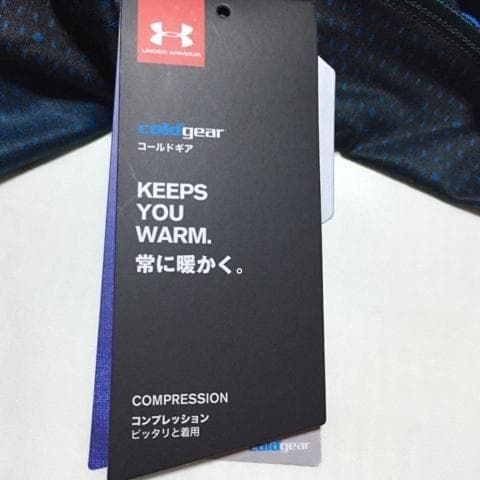 UNDER ARMOUR
coldgear
コールドギア
KEEPS
YOU
WARM.
常に暖かく。
COMPRESSION
コンプレッション
ピッタリと着用
coldgear